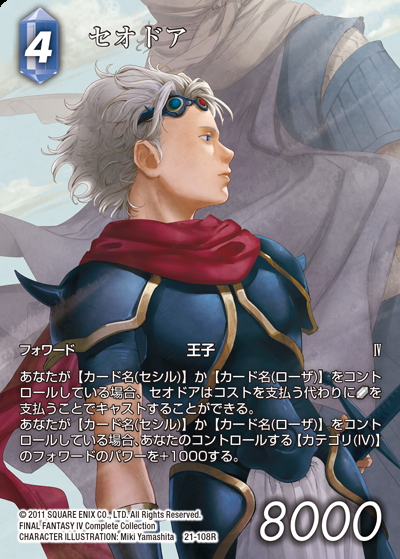 4
セオドア
フォワード 王子 IV
あなたが【カード名(セシル)】か【カード名(ローザ)】をコント
ロールしている場合、セオドアはコストを支払う代わりに を
支払うことでキャストすることができる。
あなたが【カード名(セシル)】か【カード名(ローザ)】をコント
ロールしている場合、あなたのコントロールする【カテゴリ(IV)】
のフォワードのパワーを+1000する。
© 2011 SQUARE ENIX CO., LTD. All Rights Reserved.
FINAL FANTASY IV Complete Collection
CHARACTER ILLUSTRATION: Miki Yamashita 21-108R
8000